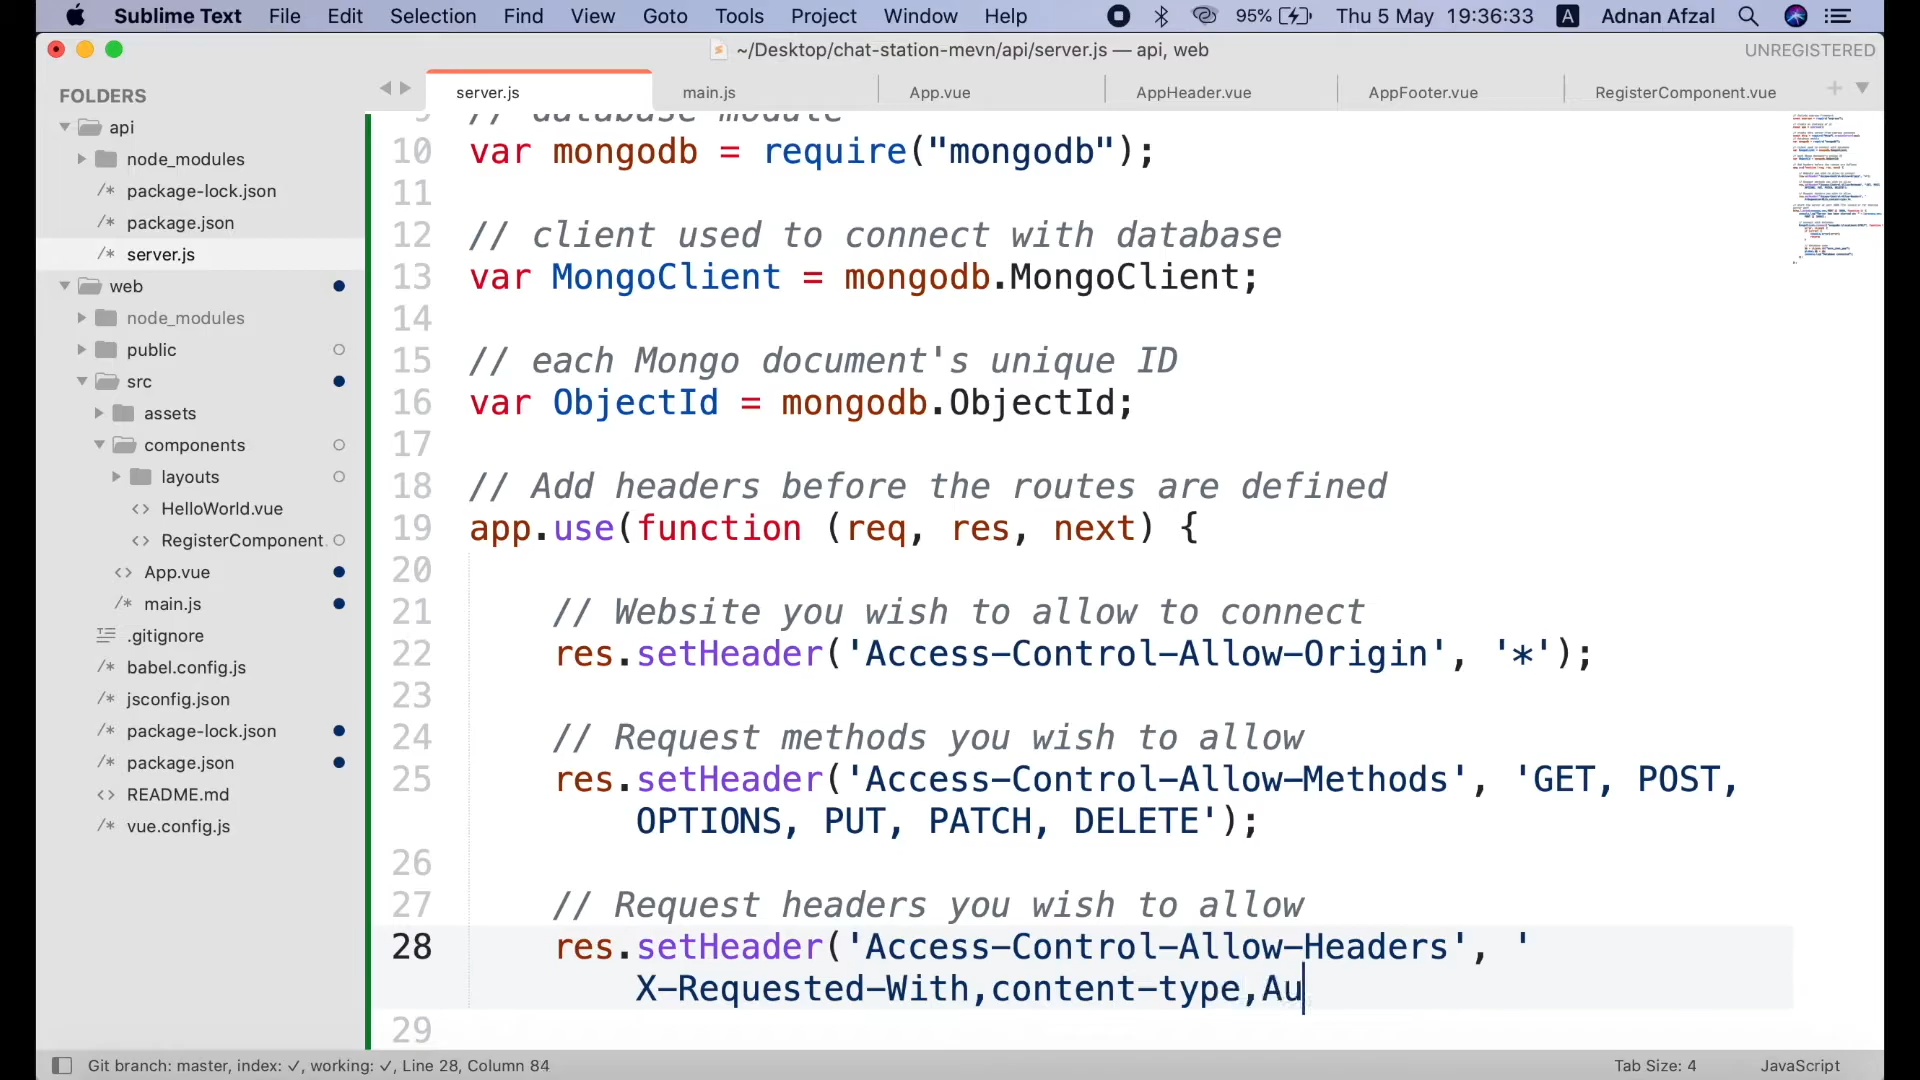 Sublime Text File Edit Selection Find View Goto Tools Project Window Help 95% Thu 5 May 19:36:33 A Adnan Afzal
~/Desktop/chat-station-mevn/api/server.js — api, web
UNREGISTERED
FOLDERS
api
node_modules
/* package-lock.json
/* package.json
/* server.js
web
node_modules
public
src
assets
components
layouts
<> HelloWorld.vue
<> RegisterComponent.
<> App.vue
/* main.js
.gitignore
/* babel.config.js
/* jsconfig.json
/* package-lock.json
/* package.json
<> README.md
/* vue.config.js
server.js main.js App.vue AppHeader.vue AppFooter.vue RegisterComponent.vue
9 // database module
10 var mongodb = require("mongodb");
11
12 // client used to connect with database
13 var MongoClient = mongodb.MongoClient;
14
15 // each Mongo document's unique ID
16 var ObjectId = mongodb.ObjectId;
17
18 // Add headers before the routes are defined
19 app.use(function (req, res, next) {
20
21 // Website you wish to allow to connect
22 res.setHeader('Access-Control-Allow-Origin', '*');
23
24 // Request methods you wish to allow
25 res.setHeader('Access-Control-Allow-Methods', 'GET, POST,
OPTIONS, PUT, PATCH, DELETE');
26
27 // Request headers you wish to allow
28 res.setHeader('Access-Control-Allow-Headers', '
X-Requested-With,content-type,Au
29
Git branch: master, index: ✓, working: ✓, Line 28, Column 84
Tab Size: 4
JavaScript